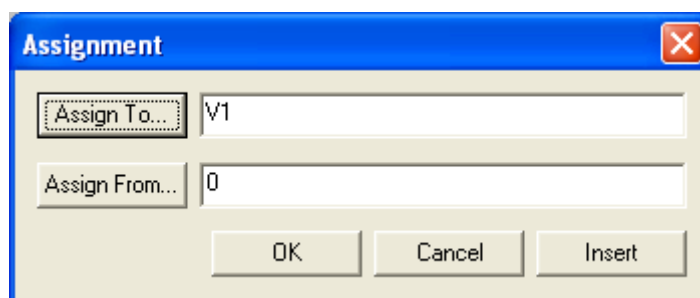 Assignment
Assign To... V1
Assign From... 0
OK Cancel Insert